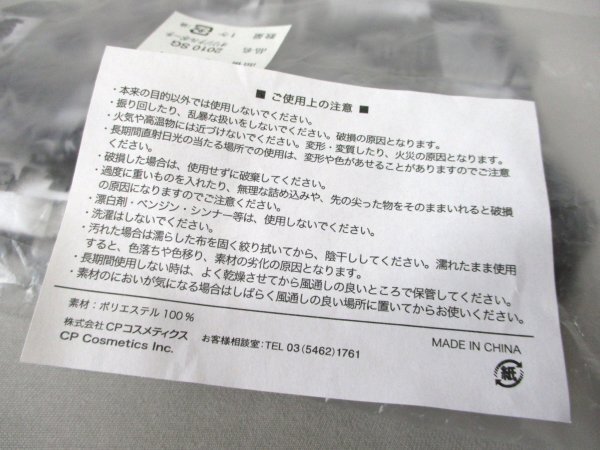 品名
2010 SG
オリジナルポーチ
数量
1ケ
■ ご使用上の注意 ■
・本来の目的以外では使用しないでください。
・振り回したり、乱暴な扱いをしないでください。破損の原因となります。
・火気や高温物には近づけないでください。変形・変質したり、火災の原因となります。
・長期間直射日光の当たる場所での使用は、変形や色があせることがありますのでご注意
ください。
・破損した場合は、使用せずに破棄してください。
・過度に重いものを入れたり、無理な詰め込みや、先の尖った物をそのままいれると破損
の原因になりますのでご注意ください。
・漂白剤・ベンジン・シンナー等は、使用しないでください。
・洗濯はしないでください。
・汚れた場合は濡らした布を固く絞り拭いてから、陰干ししてください。濡れたまま使用
すると、色落ちや色移り、素材の劣化の原因となります。
・長期間使用しない時は、よく乾燥させてから風通しの良いところで保管してください。
・素材のにおいが気になる場合はしばらく風通しの良い場所に置いてからお使いください。
素材：ポリエステル 100％
株式会社CPコスメティクス お客様相談室：TEL 03（5462）1761
CP Cosmetics Inc.
MADE IN CHINA
紙